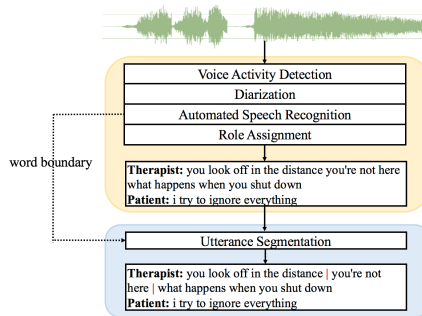 Voice Activity Detection
Diarization
Automated Speech Recognition
Role Assignment
word boundary
Therapist: you look off in the distance you're not here
what happens when you shut down
Patient: i try to ignore everything
Utterance Segmentation
Therapist: you look off in the distance | you're not
here | what happens when you shut down
Patient: i try to ignore everything